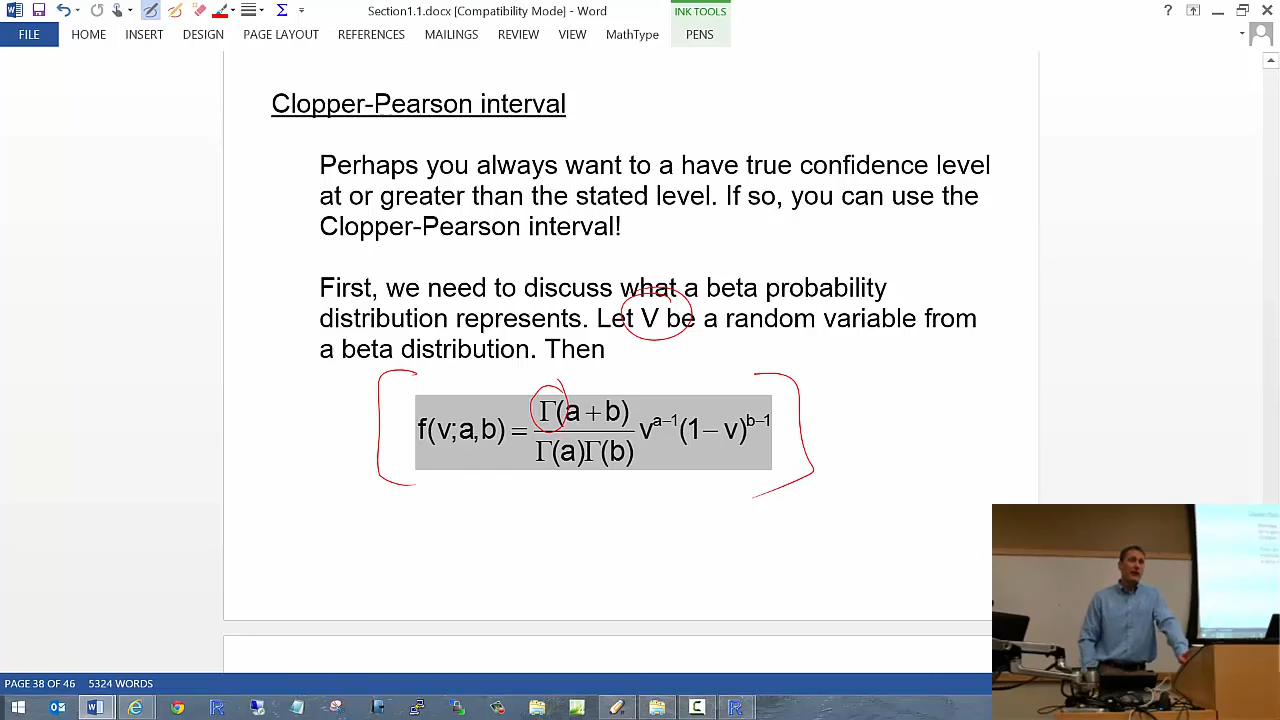 Section1.1.docx [Compatibility Mode] - Word
INK TOOLS
FILE HOME INSERT DESIGN PAGE LAYOUT REFERENCES MAILINGS REVIEW VIEW MathType PENS
Clopper-Pearson interval
Perhaps you always want to a have true confidence level
at or greater than the stated level. If so, you can use the
Clopper-Pearson interval!
First, we need to discuss what a beta probability
distribution represents. Let V be a random variable from
a beta distribution. Then
f(v;a,b) = Γ(a+b) / Γ(a)Γ(b) v^(a−1) (1−v)^(b−1)
PAGE 38 OF 46 5324 WORDS